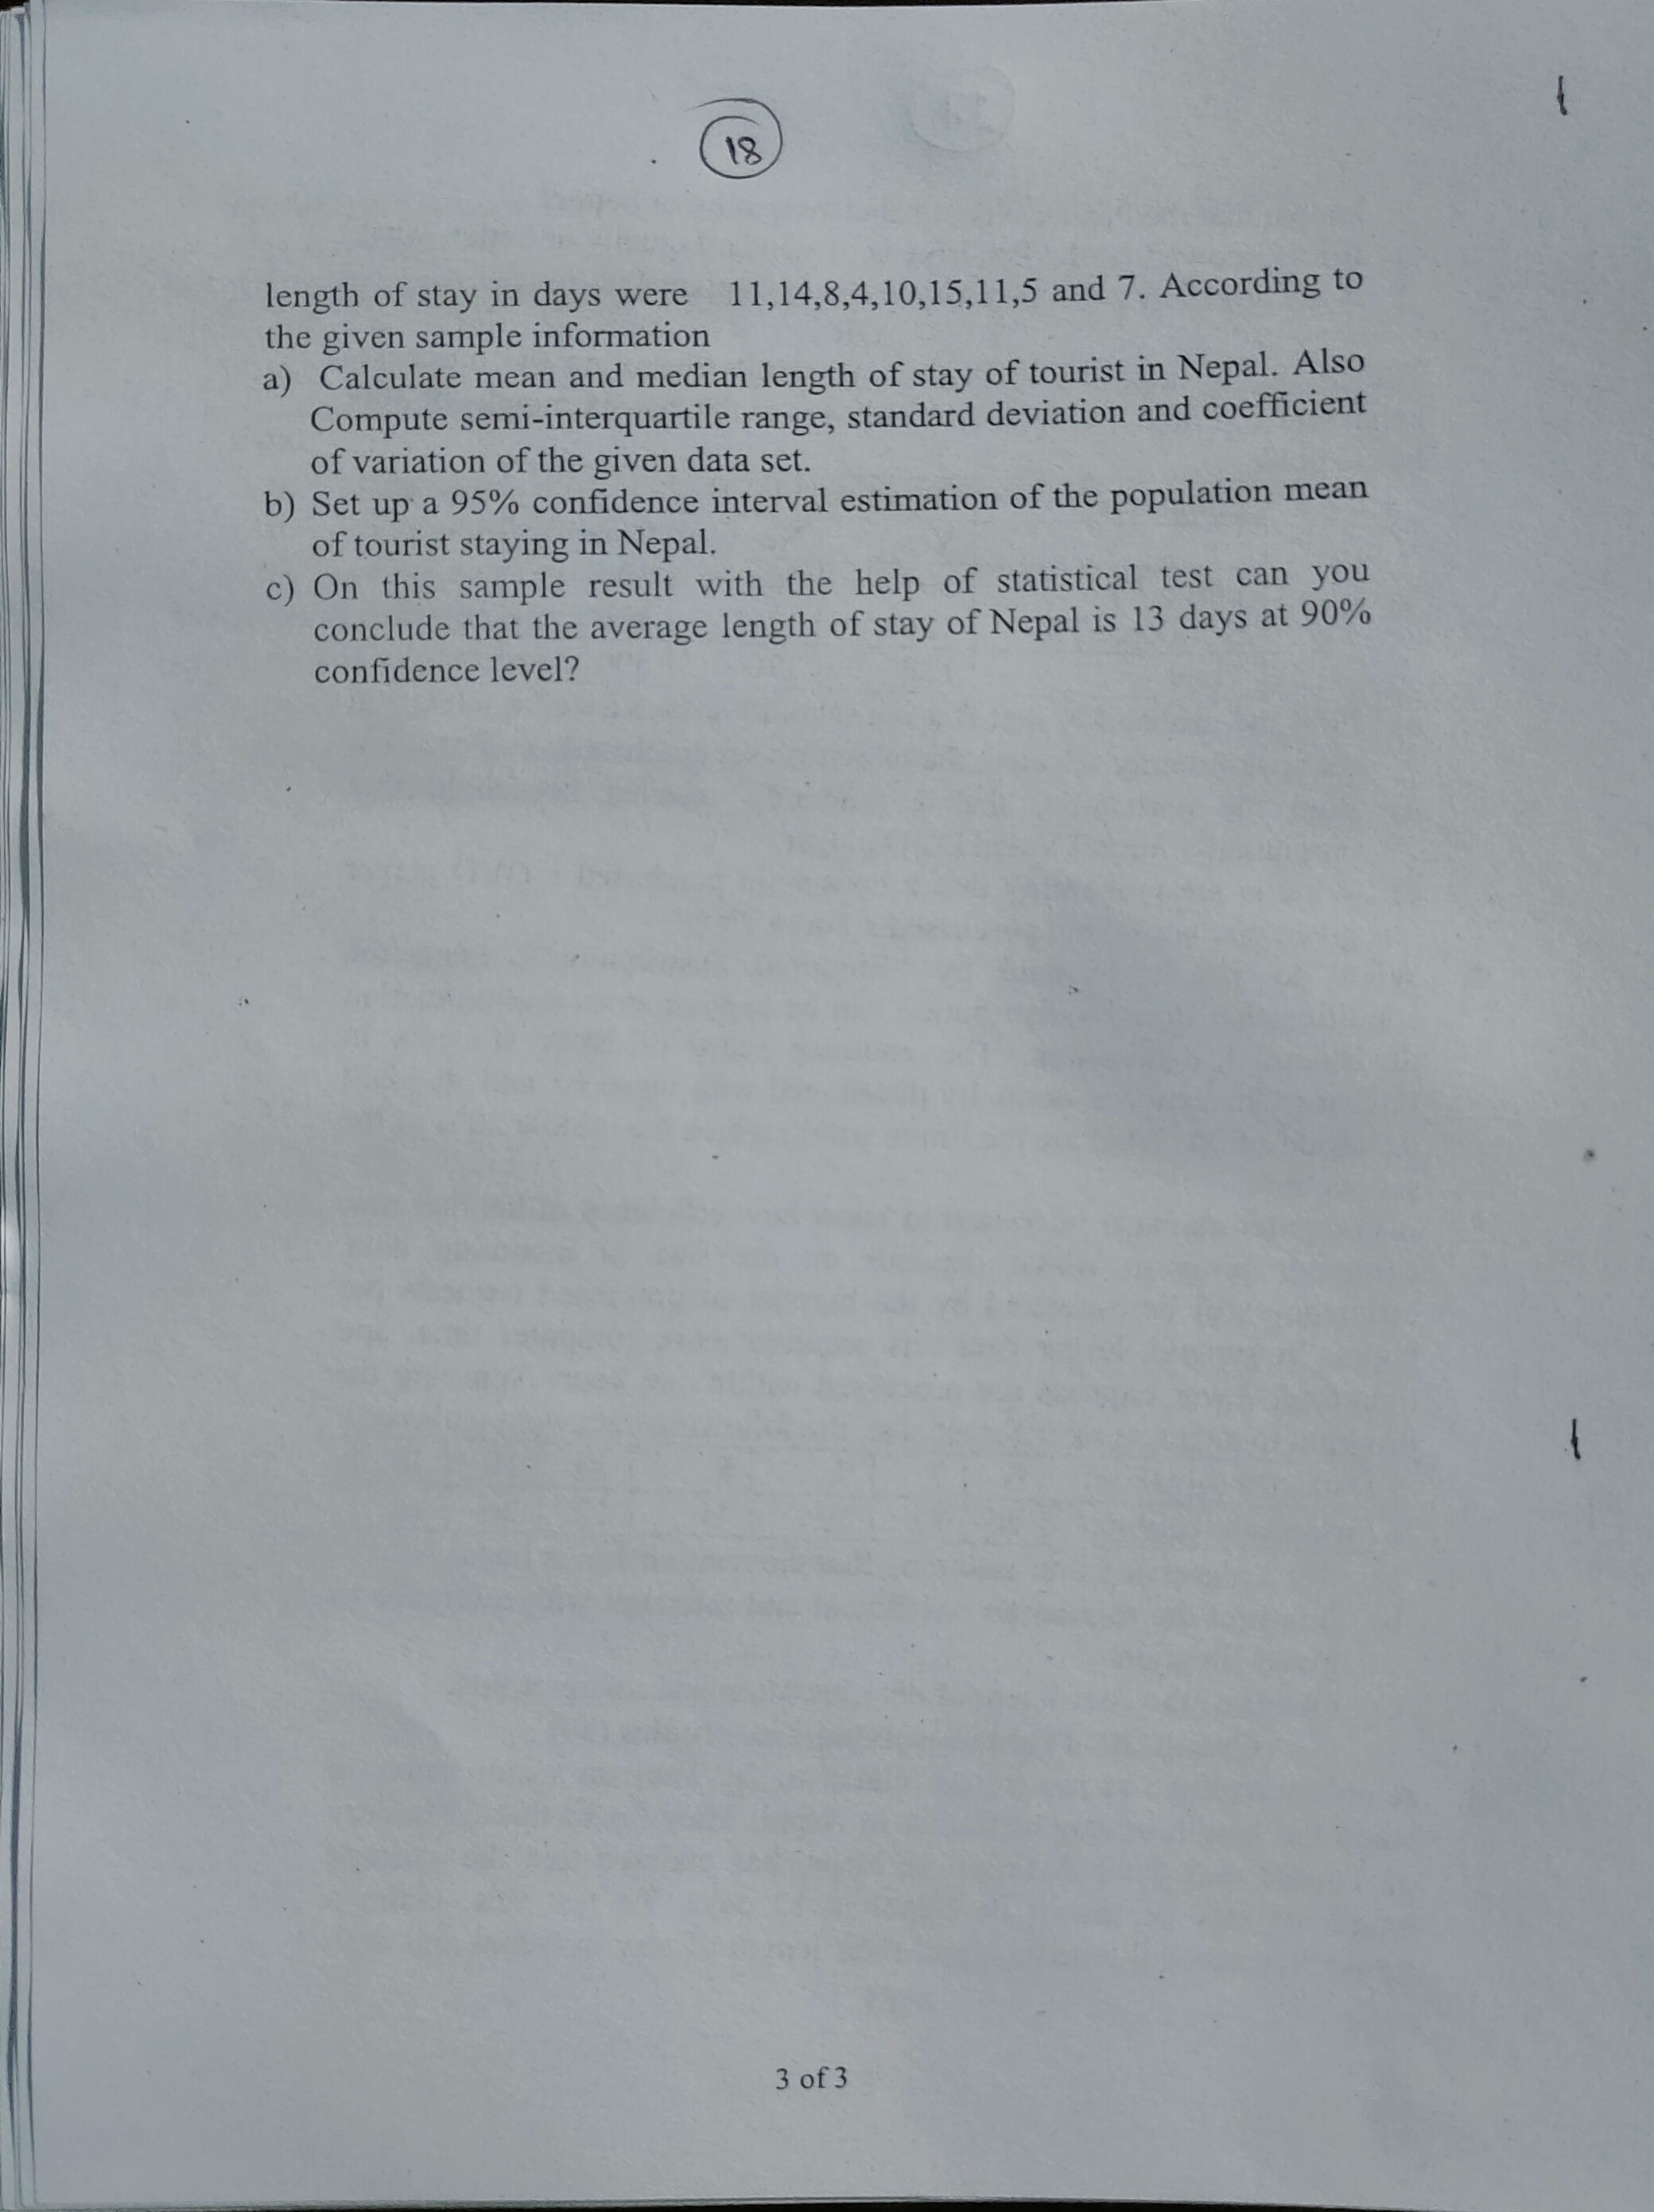 18
length of stay in days were 11,14,8,4,10,15,11,5 and 7. According to
the given sample information
a) Calculate mean and median length of stay of tourist in Nepal. Also
Compute semi-interquartile range, standard deviation and coefficient
of variation of the given data set.
b) Set up a 95% confidence interval estimation of the population mean
of tourist staying in Nepal.
c) On this sample result with the help of statistical test can you
conclude that the average length of stay of Nepal is 13 days at 90%
confidence level?
3 of 3